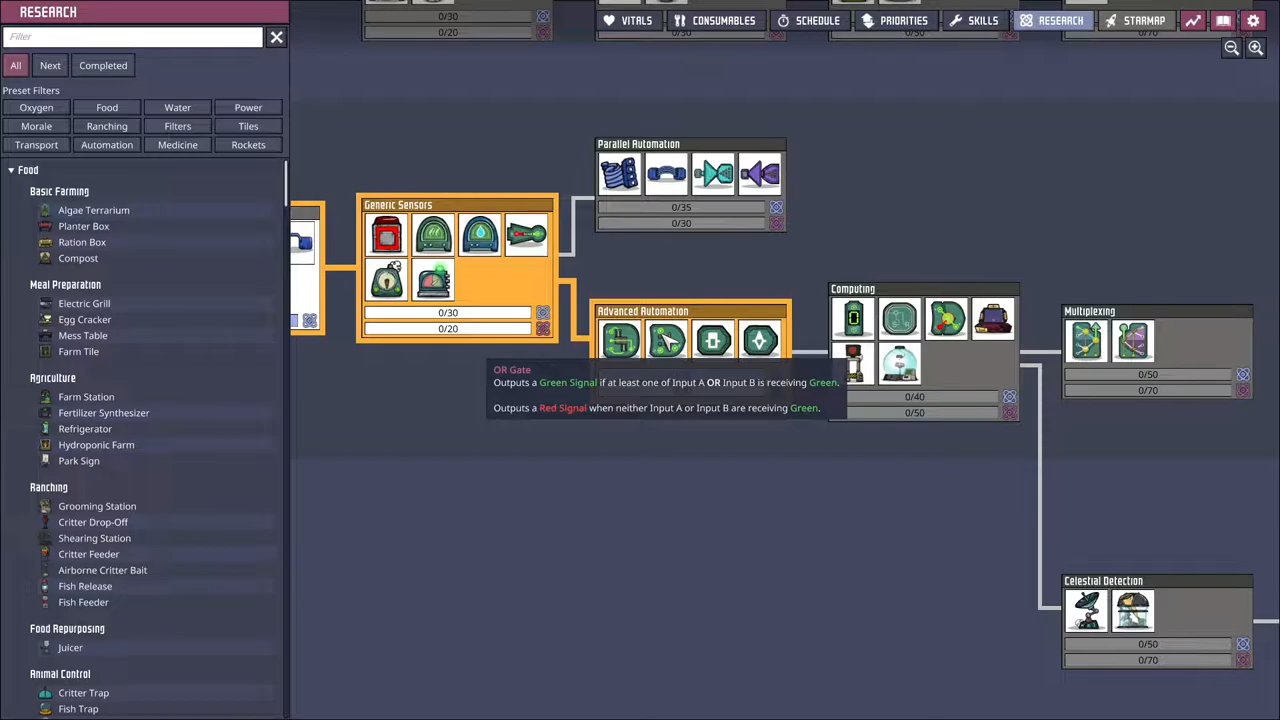 RESEARCH
Filter
All
Next
Completed
Preset Filters
Oxygen
Food
Water
Power
Morale
Ranching
Filters
Tiles
Transport
Automation
Medicine
Rockets
Food
Basic Farming
Algae Terrarium
Planter Box
Ration Box
Compost
Meal Preparation
Electric Grill
Egg Cracker
Mess Table
Farm Tile
Agriculture
Farm Station
Fertilizer Synthesizer
Refrigerator
Hydroponic Farm
Park Sign
Ranching
Grooming Station
Critter Drop-Off
Shearing Station
Critter Feeder
Airborne Critter Bait
Fish Release
Fish Feeder
Food Repurposing
Juicer
Animal Control
Critter Trap
Fish Trap
VITALS
CONSUMABLES
SCHEDULE
PRIORITIES
SKILLS
RESEARCH
STARMAP
0/30
0/20
Parallel Automation
0/35
0/30
Generic Sensors
0/30
0/20
Advanced Automation
OR Gate
Outputs a Green Signal if at least one of Input A OR Input B is receiving Green.
Outputs a Red Signal when neither Input A or Input B are receiving Green.
Computing
0/40
0/50
Multiplexing
0/50
0/70
Celestial Detection
0/50
0/70